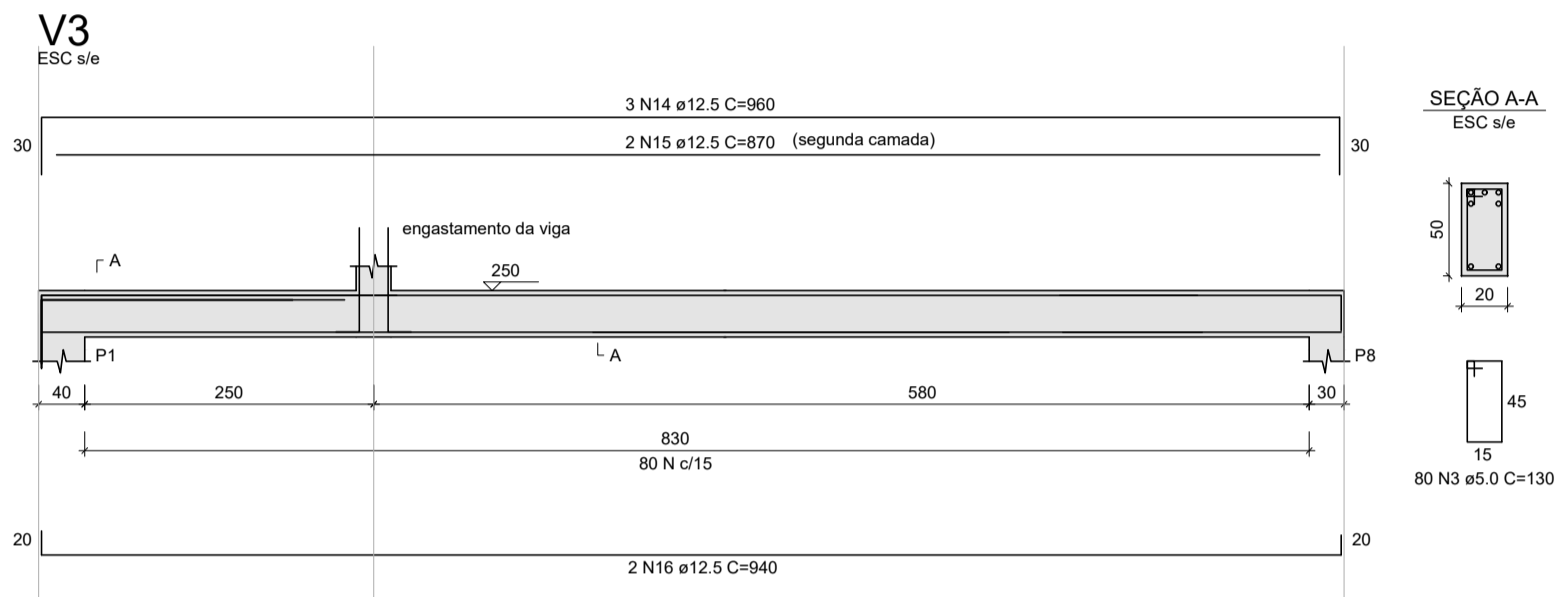 V3
ESC s/e
3 N14 ø12.5 C=960
30
2 N15 ø12.5 C=870 (segunda camada)
30
engastamento da viga
A
250
P1
A
P8
40
250
580
30
830
80 N c/15
20
20
2 N16 ø12.5 C=940
SEÇÃO A-A
ESC s/e
50
20
45
15
80 N3 ø5.0 C=130